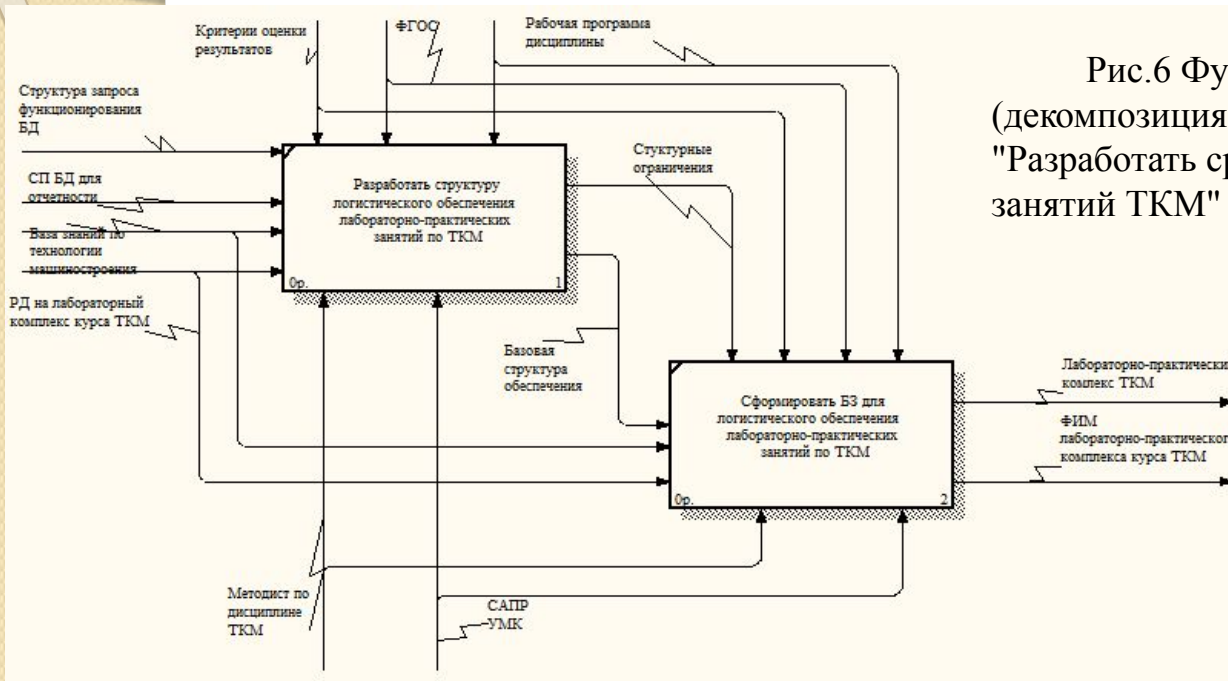 Критерии оценки
результатов
ФГОС
Рабочая программа
дисциплины
Рис.6
(декомпозиция
"Разработать
занятий ТКМ"
Структура запроса
функционирования
БД
СП БД для
отчетности
База знаний по
технологии
машиностроения
РД на лабораторный
комплекс курса ТКМ
Разработать структуру
логистического обеспечения
лабораторно-практических
занятий по ТКМ
0р.
1
Стуктурные
ограничения
Базовая
структура
обеспечения
Сформировать БЗ для
логистического обеспечения
лабораторно-практических
занятий по ТКМ
0р.
2
Лабораторно-практически
комлекс ТКМ
ФИМ
лабораторно-практическог
комплекса курса ТКМ
Методист по
дисциплине
ТКМ
САПР
УМК